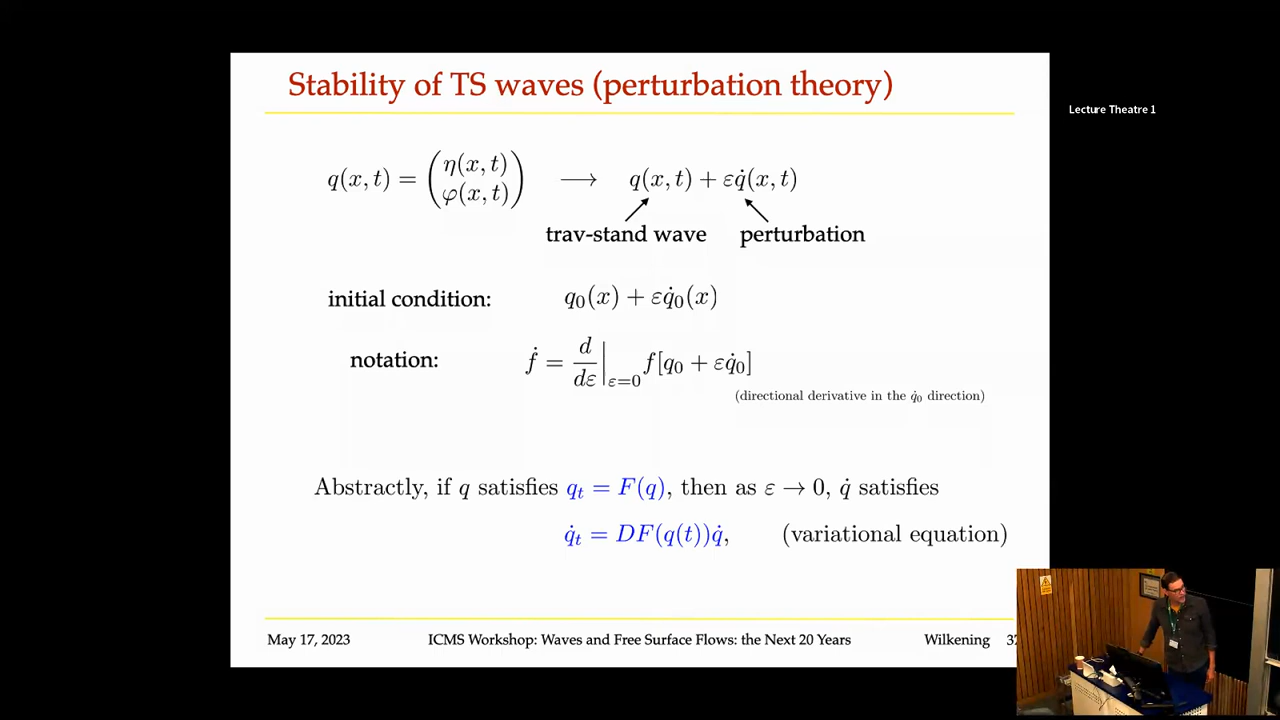 Stability of TS waves (perturbation theory)
Lecture Theatre 1
q(x, t) = (η(x, t) φ(x, t)) ⟶ q(x, t) + εq̇(x, t)
trav-stand wave perturbation
initial condition: q₀(x) + εq̇₀(x)
notation: ḟ = d/dε |ε=0 f[q₀ + εq̇₀]
(directional derivative in the q̇₀ direction)
Abstractly, if q satisfies qₜ = F(q), then as ε → 0, q̇ satisfies
q̇ₜ = DF(q(t))q̇, (variational equation)
May 17, 2023 ICMS Workshop: Waves and Free Surface Flows: the Next 20 Years Wilkening